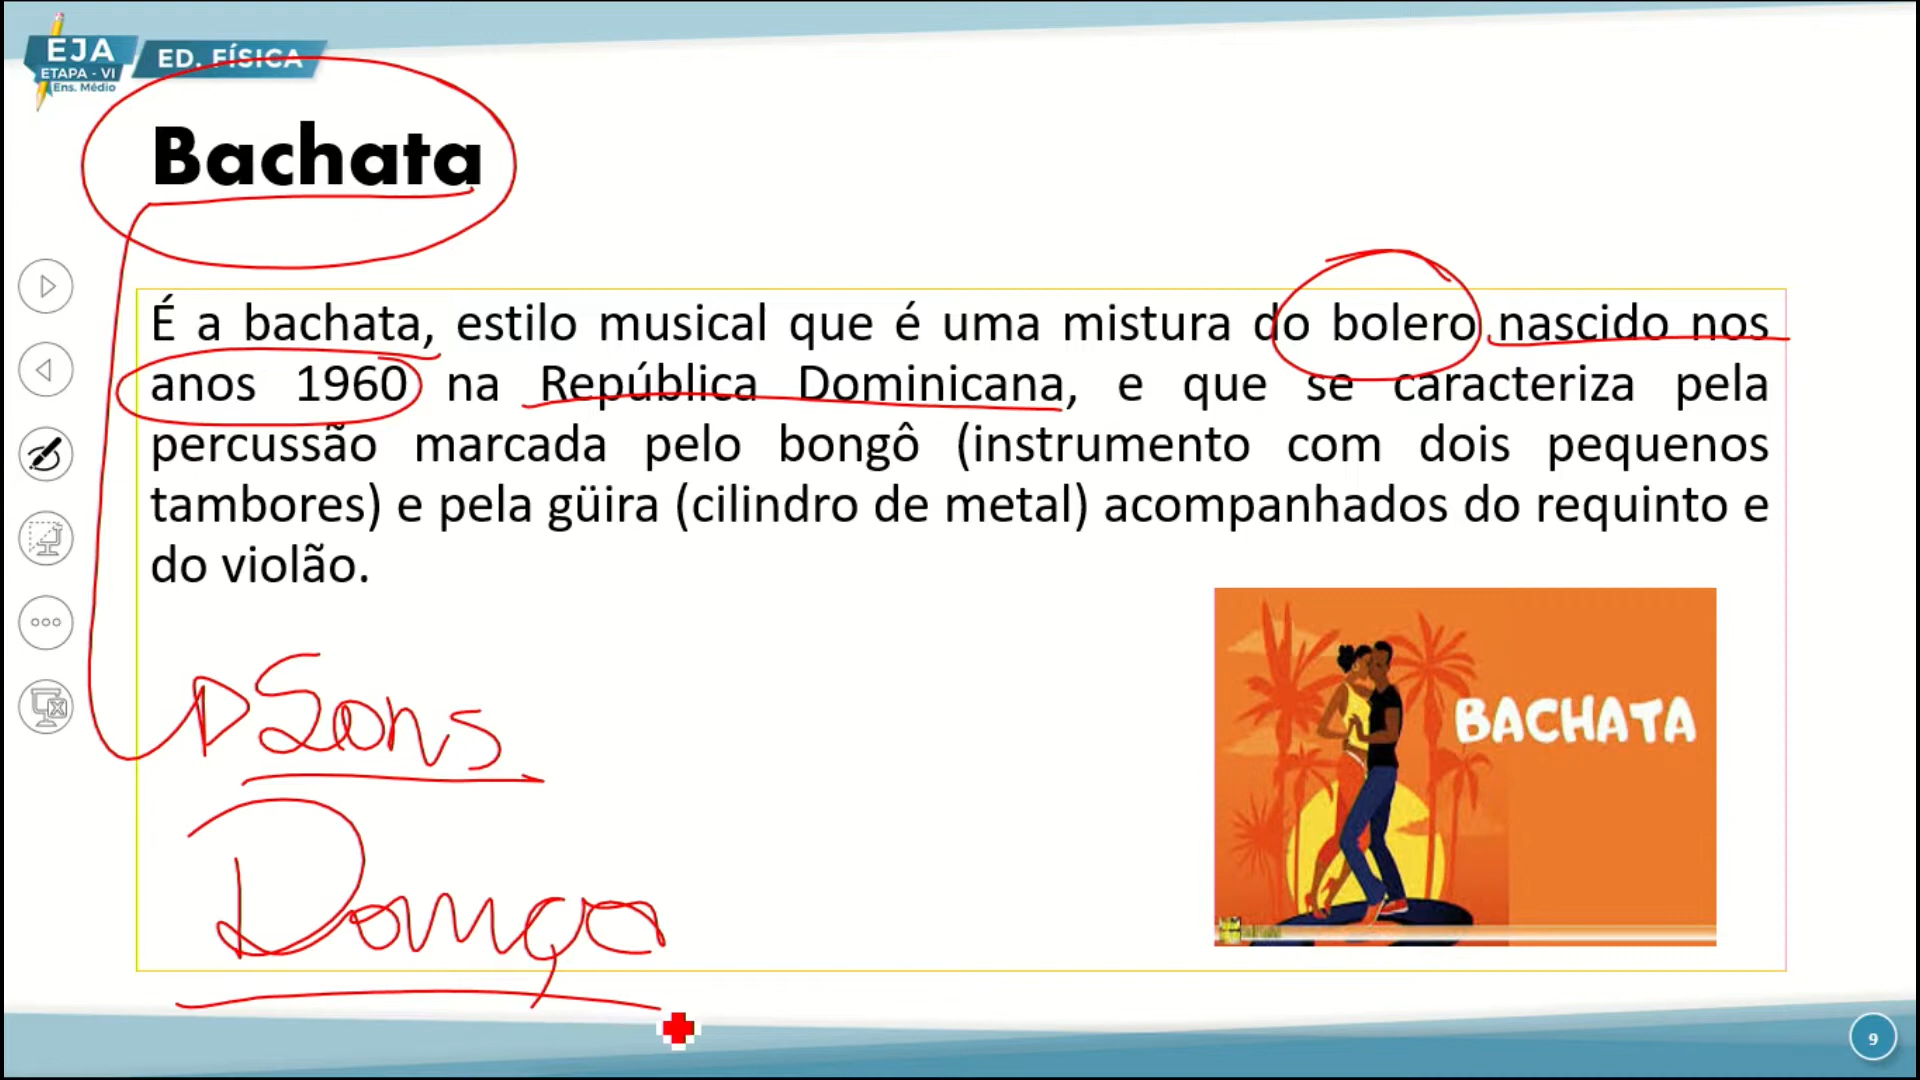 EJA
ETAPA - VI
Ens. Médio
ED. FÍSICA
Bachata
É a bachata, estilo musical que é uma mistura do bolero nascido nos
anos 1960 na República Dominicana, e que se caracteriza pela
percussão marcada pelo bongô (instrumento com dois pequenos
tambores) e pela güira (cilindro de metal) acompanhados do requinto e
do violão.
BACHATA
Sons
Dança
9